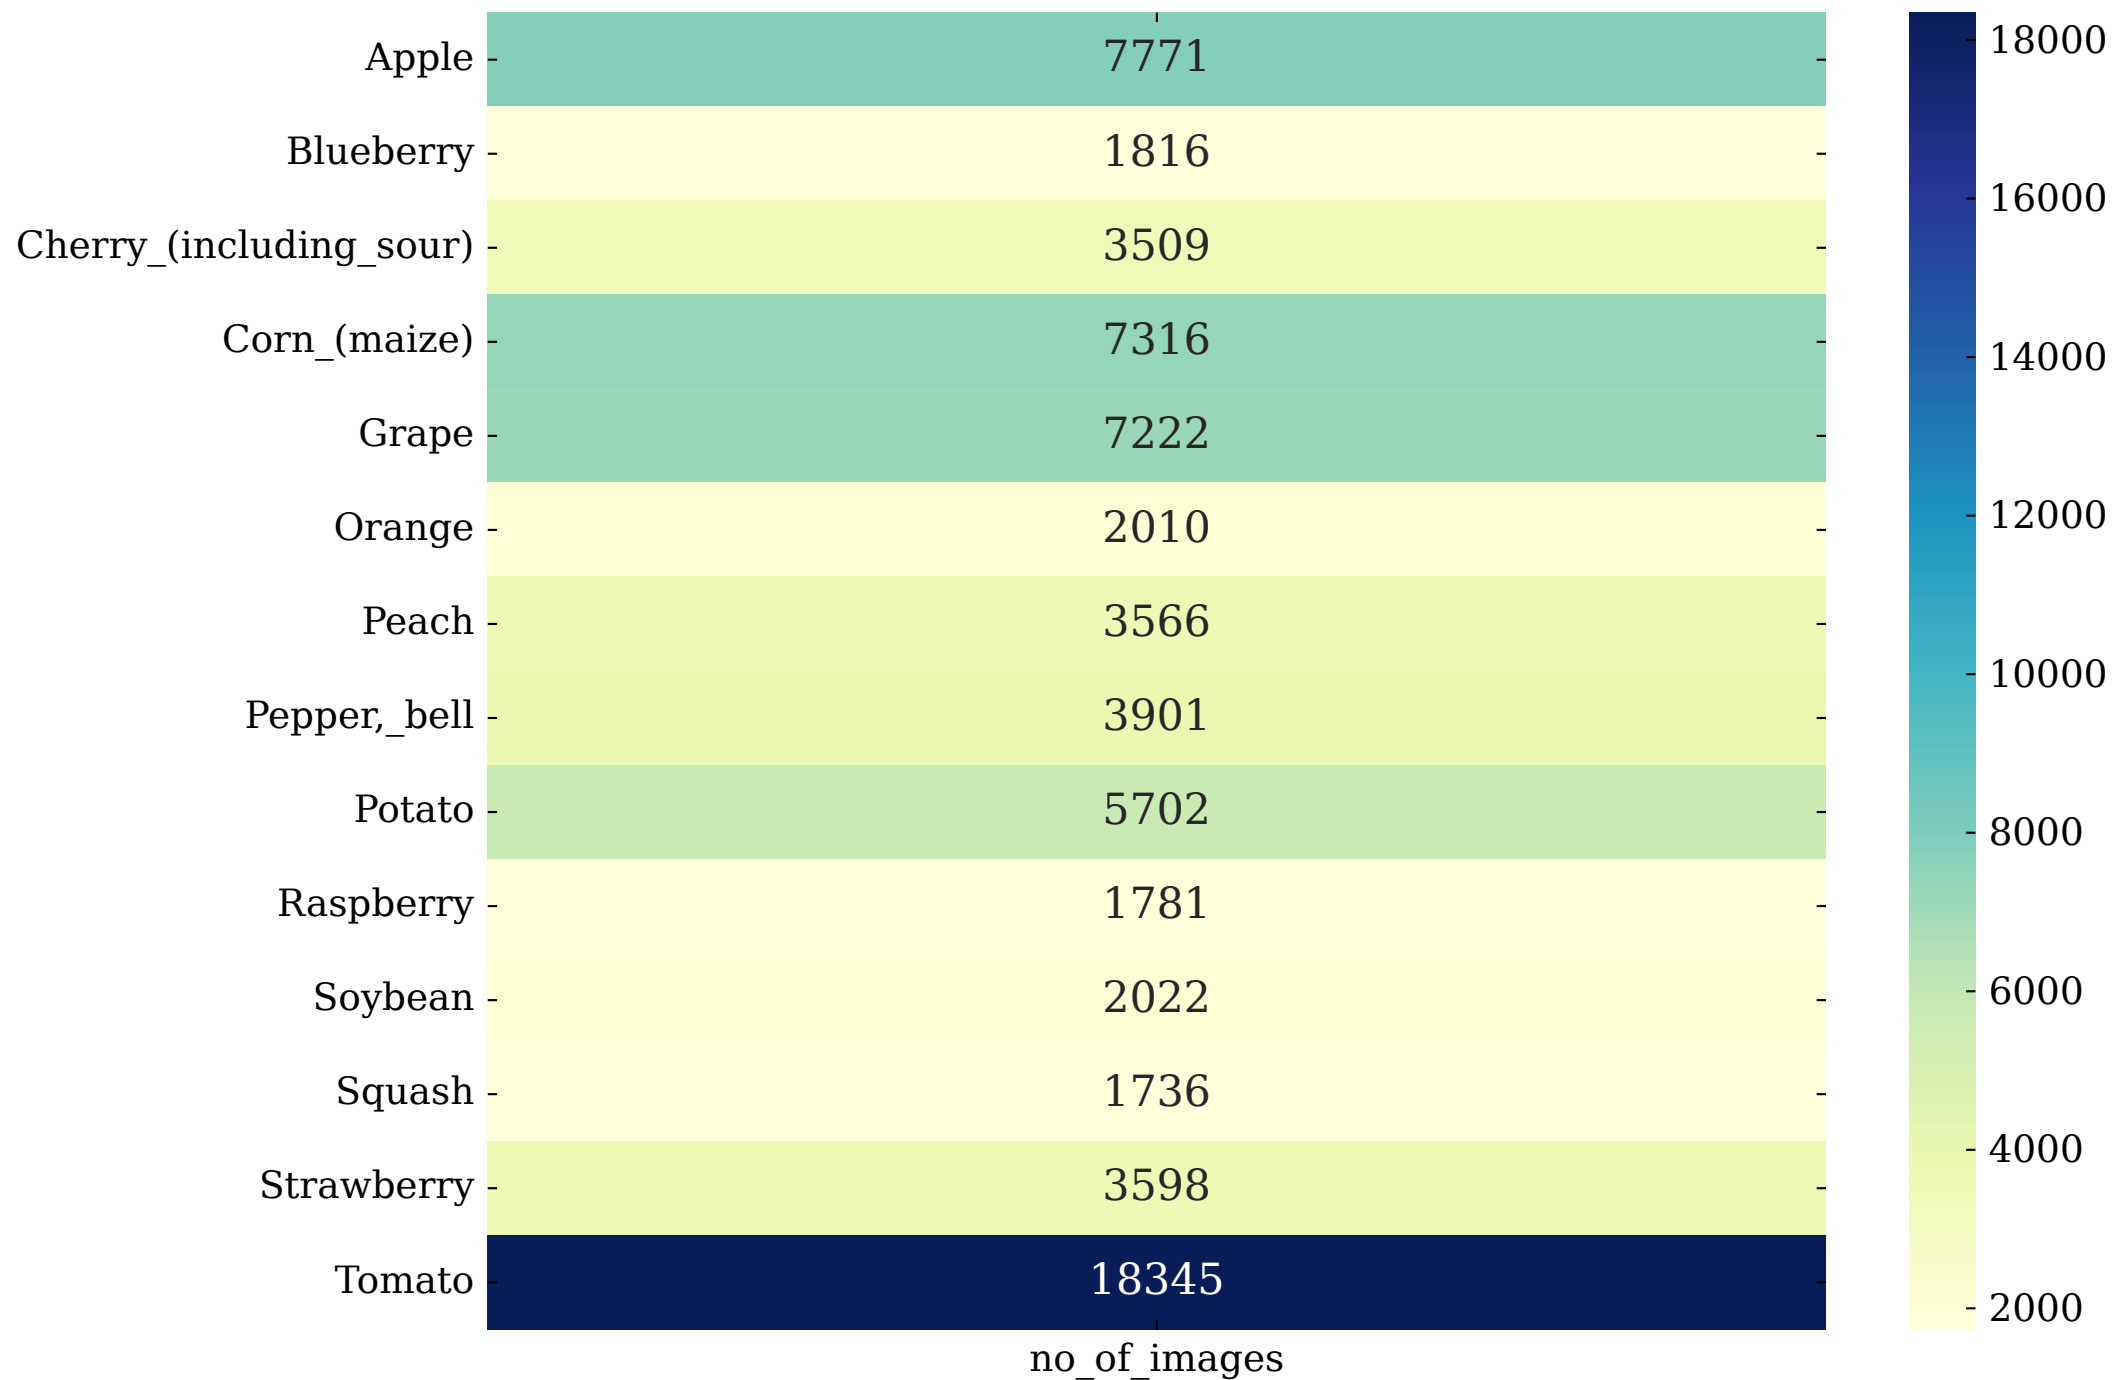 Apple 7771
Blueberry 1816
Cherry_(including_sour) 3509
Corn_(maize) 7316
Grape 7222
Orange 2010
Peach 3566
Pepper,_bell 3901
Potato 5702
Raspberry 1781
Soybean 2022
Squash 1736
Strawberry 3598
Tomato 18345
no_of_images
18000
16000
14000
12000
10000
8000
6000
4000
2000